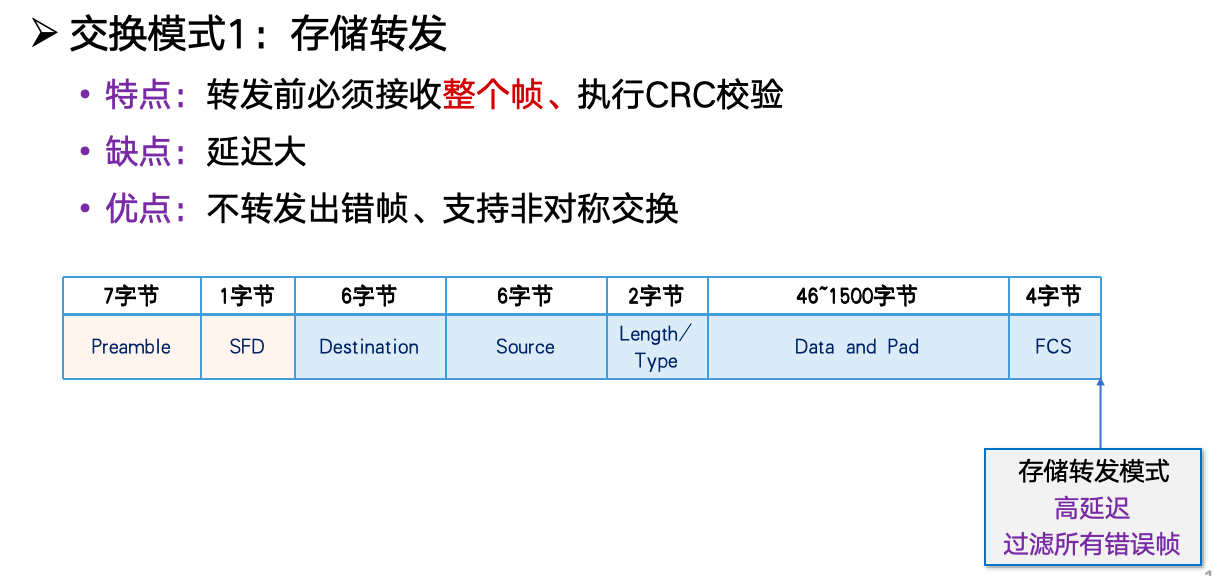 ➢ 交换模式1：存储转发
• 特点：转发前必须接收整个帧、执行CRC校验
• 缺点：延迟大
• 优点：不转发出错帧、支持非对称交换
7字节 1字节 6字节 6字节 2字节 46~1500字节 4字节
Preamble SFD Destination Source Length/ Type Data and Pad FCS
存储转发模式
高延迟
过滤所有错误帧